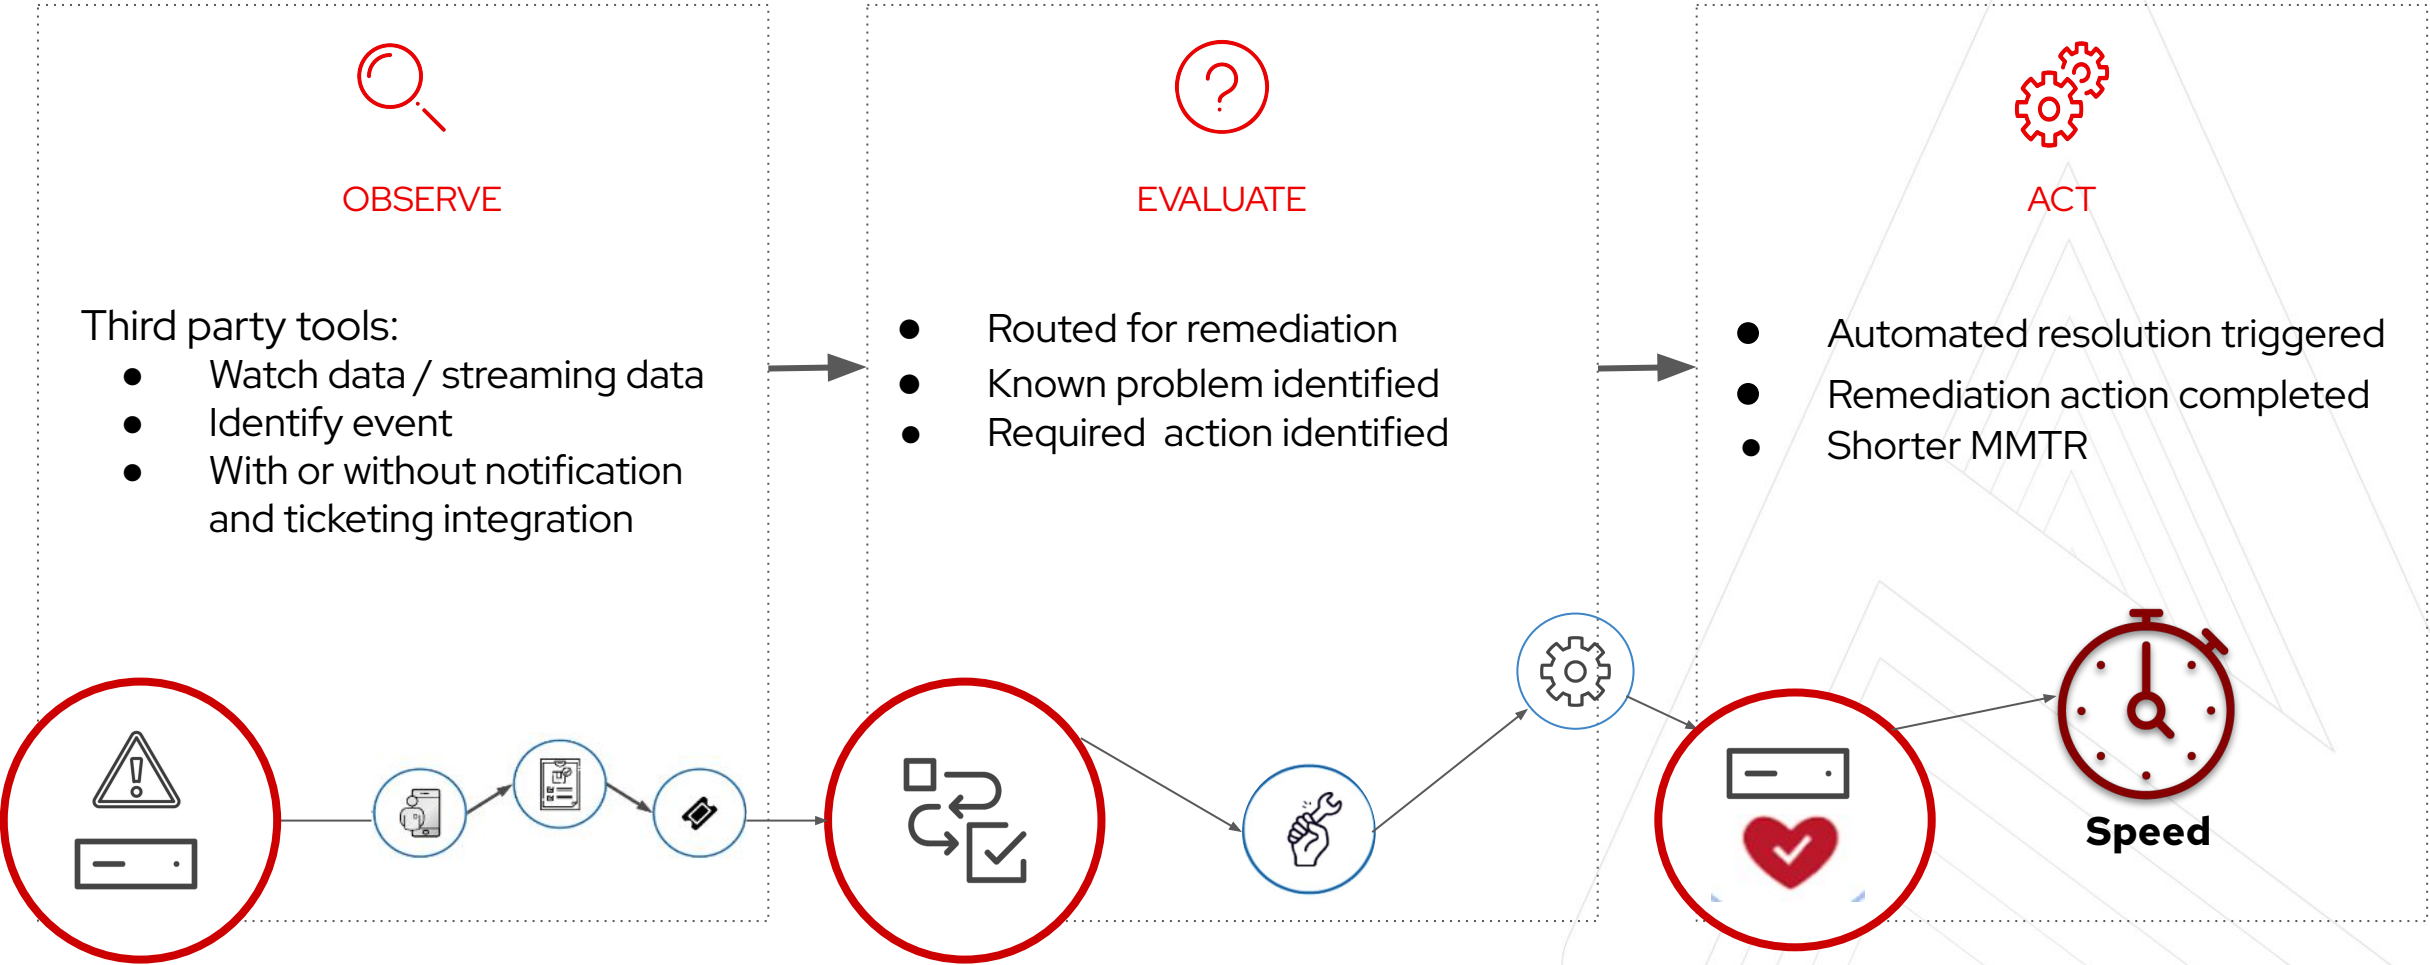 OBSERVE
Third party tools:
● Watch data / streaming data
● Identify event
● With or without notification
and ticketing integration
EVALUATE
● Routed for remediation
● Known problem identified
● Required  action identified
ACT
● Automated resolution triggered
● Remediation action completed
● Shorter MMTR
Speed